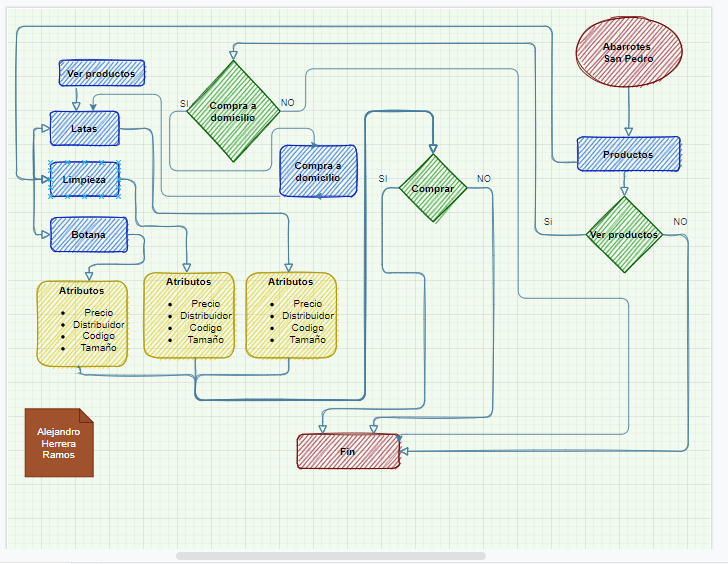 Abarrotes
San Pedro
Ver productos
Compra a
domicilio
SI
NO
Latas
Productos
Compra a
domicilio
Limpieza
Comprar
SI
NO
Ver productos
Si
NO
Botana
Atributos
Precio
Distribuidor
Codigo
Tamaño
Atributos
Precio
Distribuidor
Codigo
Tamaño
Atributos
Precio
Distribuidor
Codigo
Tamaño
Alejandro
Herrera
Ramos
Fin